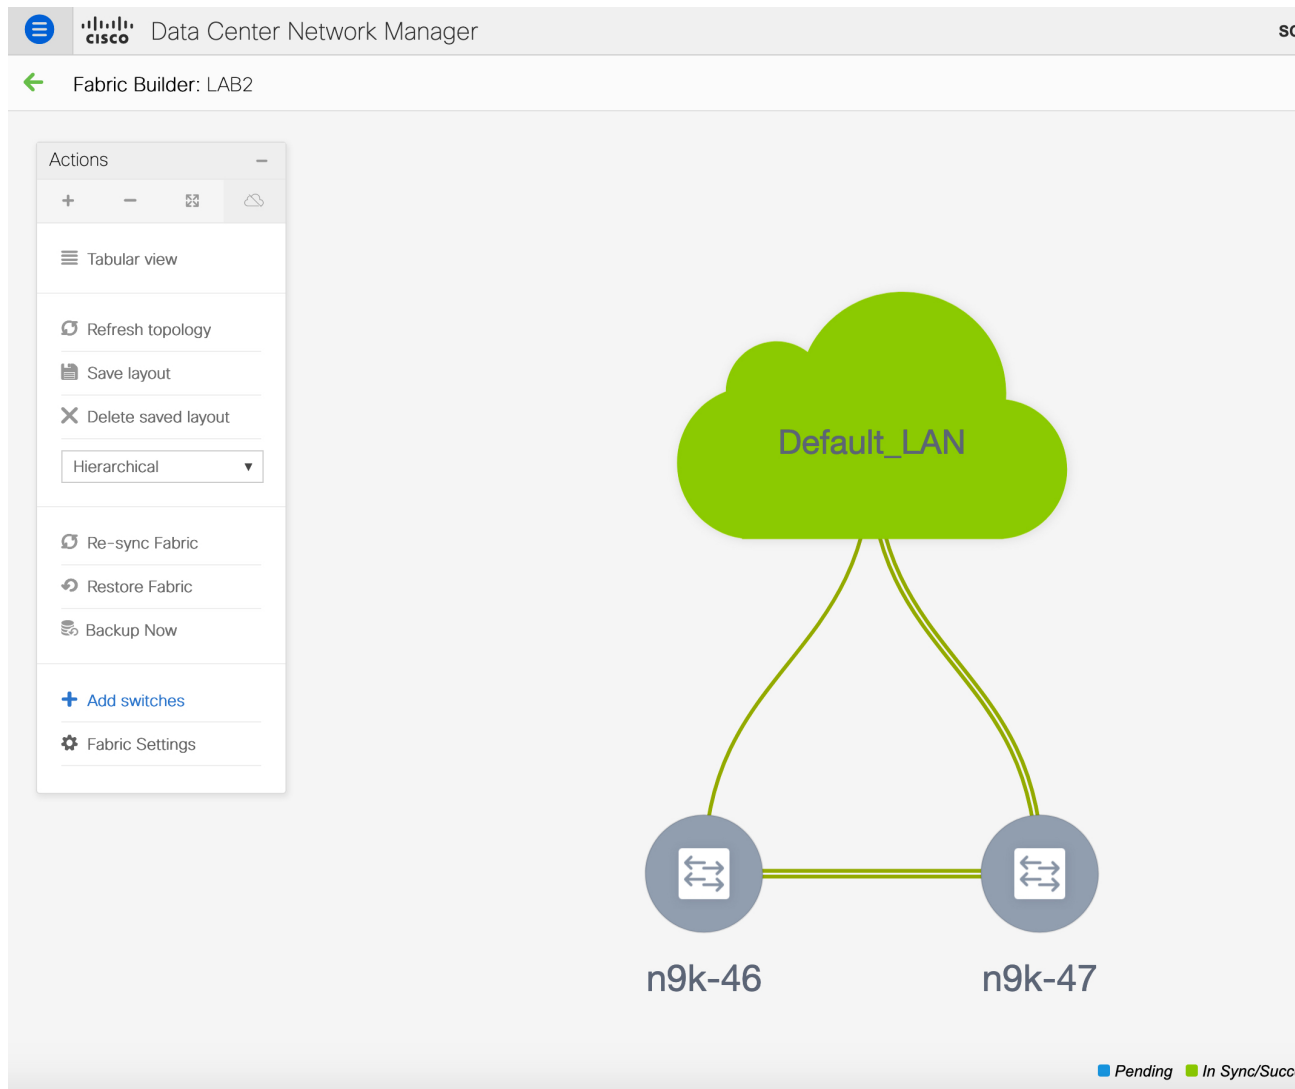 cisco Data Center Network Manager
Fabric Builder: LAB2
Actions
Tabular view
Refresh topology
Save layout
Delete saved layout
Hierarchical
Re-sync Fabric
Restore Fabric
Backup Now
Add switches
Fabric Settings
Default_LAN
n9k-46
n9k-47
Pending In Sync/Succ